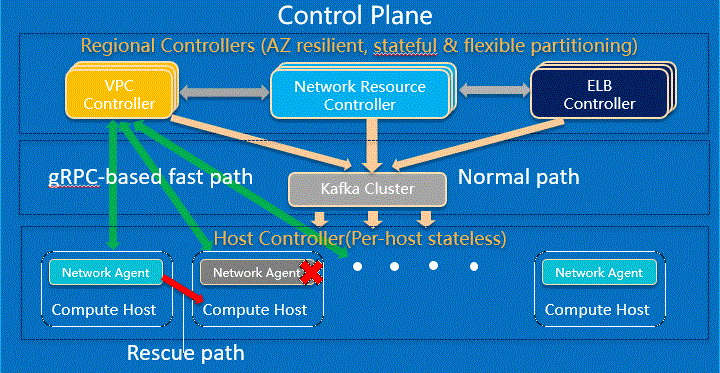 Control Plane
Regional Controllers (AZ resilient, stateful & flexible partitioning)
VPC
Controller
Network Resource
Controller
ELB
Controller
gRPC-based fast path
Kafka Cluster
Normal path
Host Controller(Per-host stateless)
Network Agent
Compute Host
Network Agent
Compute Host
Network Agent
Compute Host
Rescue path